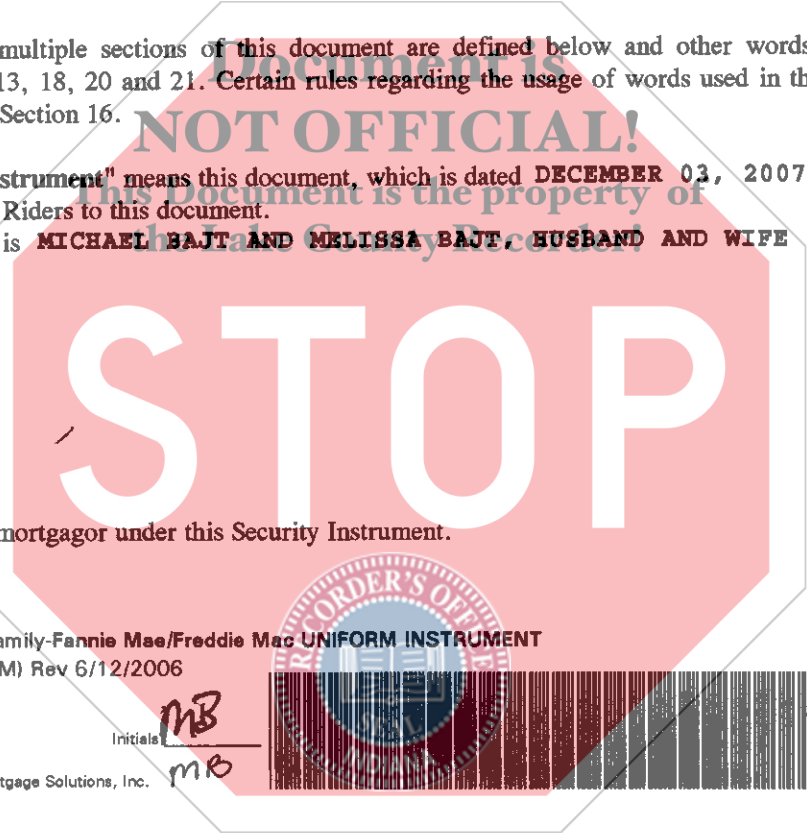 multiple sections of this document are defined below and other words
13, 18, 20 and 21. Certain rules regarding the usage of words used in th
Section 16.
Document is
NOT OFFICIAL!
This Document is the property of
the Lake County Recorder!
strument" means this document, which is dated DECEMBER 03, 2007
Riders to this document.
is MICHAEL BAJT AND MELISSA BAJT, HUSBAND AND WIFE
STOP
mortgagor under this Security Instrument.
RECORDER'S OFFICE
SEAL
INDIANA
amily-Fannie Mae/Freddie Mac UNIFORM INSTRUMENT
M) Rev 6/12/2006
Initials MB
tgage Solutions, Inc. MB